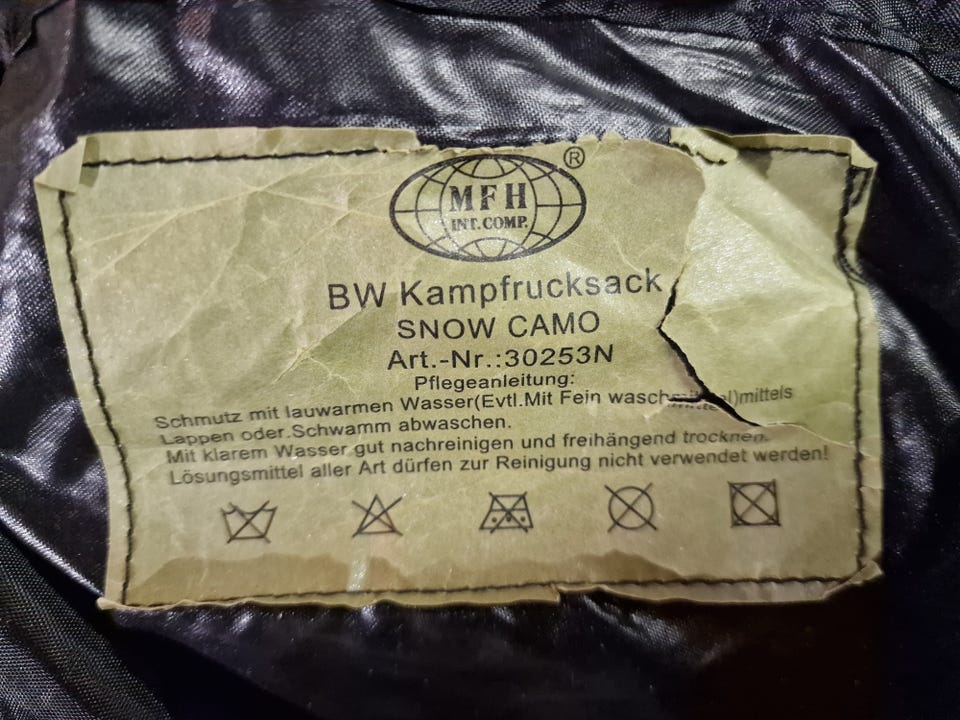 ®
MFH
INT. COMP.
BW Kampfrucksack
SNOW CAMO
Art.-Nr.:30253N
Pflegeanleitung:
Schmutz mit lauwarmen Wasser(Evtl.Mit Fein waschmittel)mittels
Lappen oder.Schwamm abwaschen.
Mit klarem Wasser gut nachreinigen und freihängend trocknen.
Lösungsmittel aller Art dürfen zur Reinigung nicht verwendet werden!